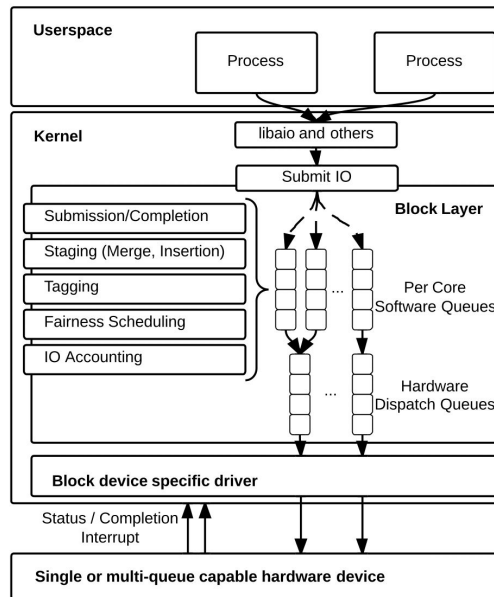 Userspace
Process
Process
Kernel
libaio and others
Submit IO
Block Layer
Submission/Completion
Staging (Merge, Insertion)
Tagging
Fairness Scheduling
IO Accounting
...
Per Core
Software Queues
...
Hardware
Dispatch Queues
Block device specific driver
Status / Completion
Interrupt
Single or multi-queue capable hardware device